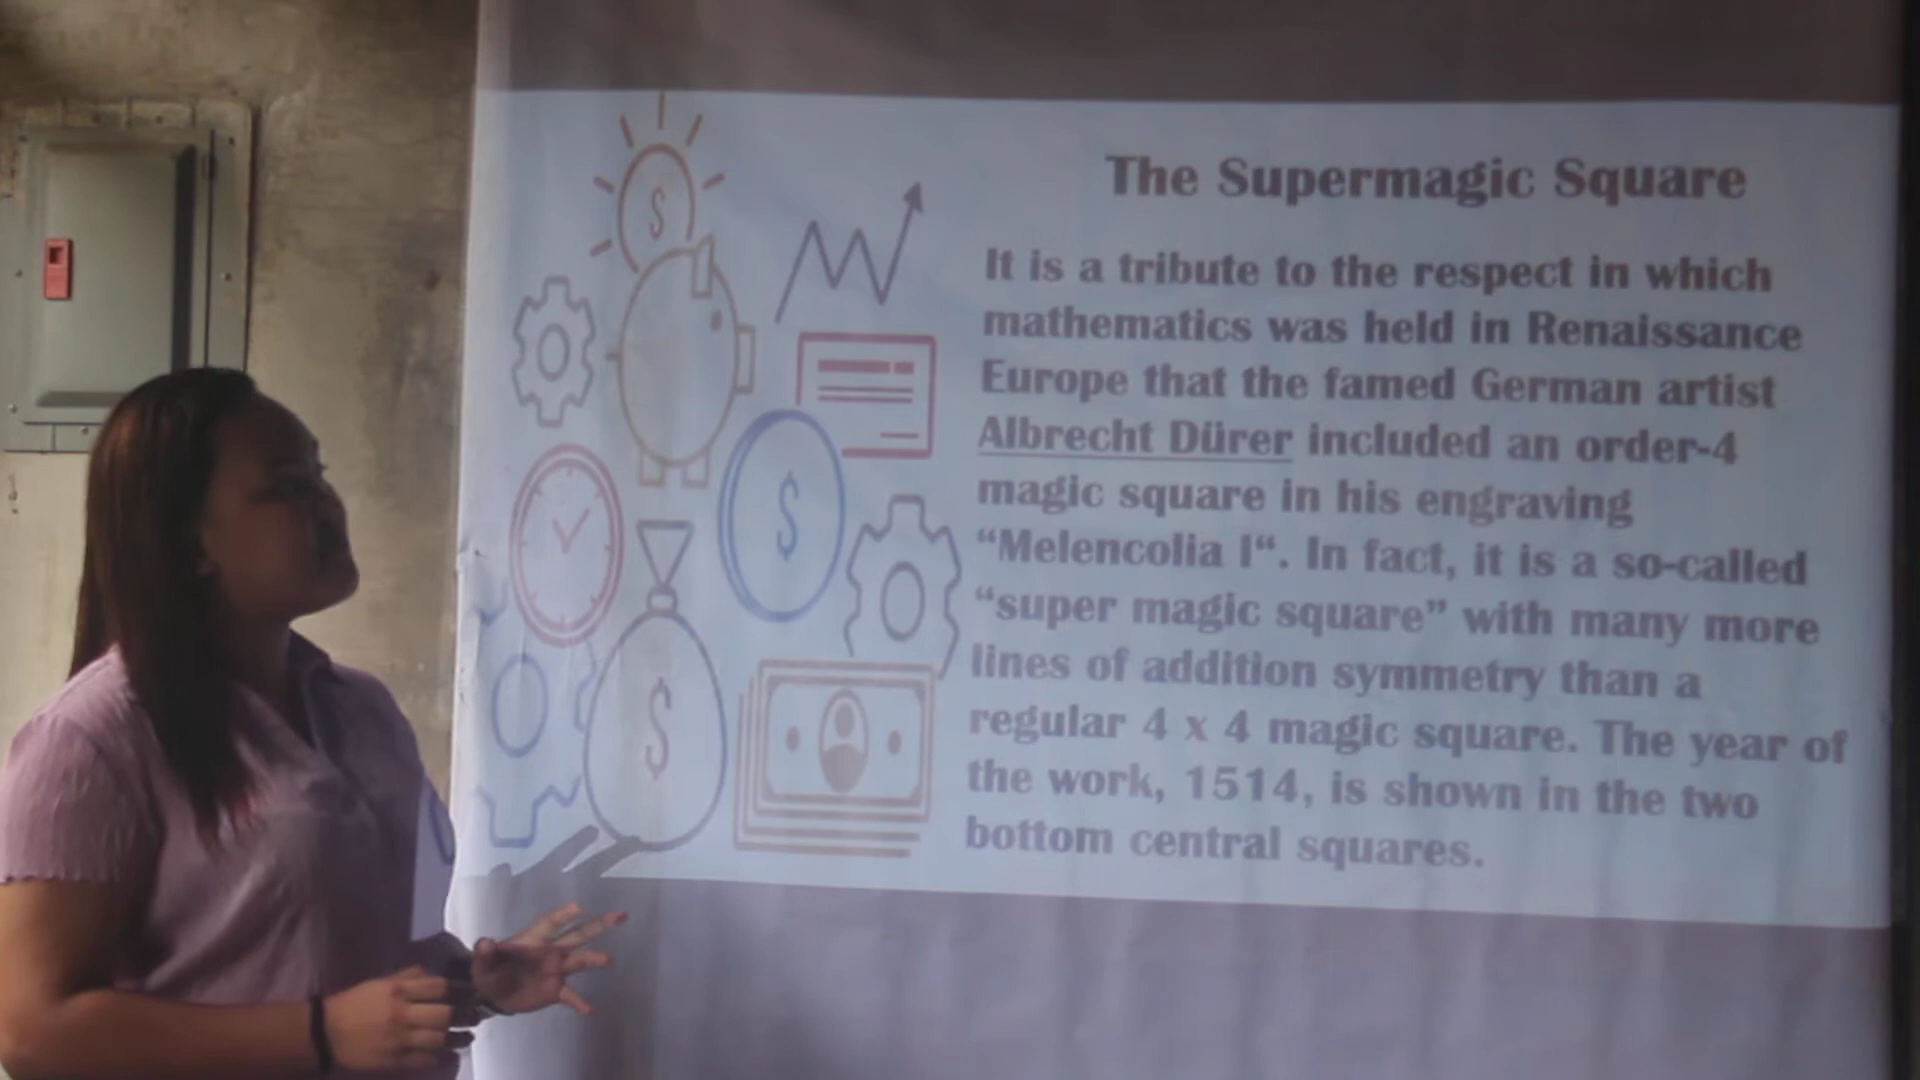 The Supermagic Square
It is a tribute to the respect in which
mathematics was held in Renaissance
Europe that the famed German artist
Albrecht Dürer included an order-4
magic square in his engraving
“Melencolia I“. In fact, it is a so-called
“super magic square” with many more
lines of addition symmetry than a
regular 4 x 4 magic square. The year of
the work, 1514, is shown in the two
bottom central squares.
$
$
$